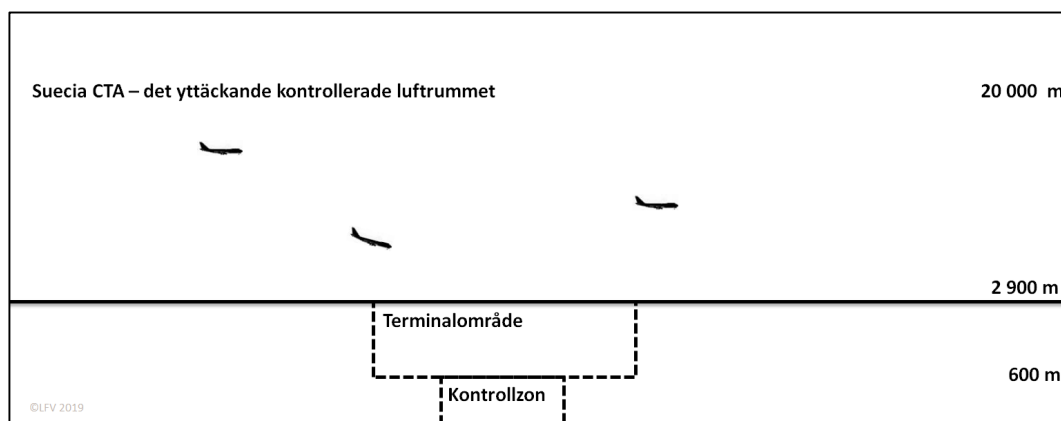 Suecia CTA – det yttäckande kontrollerade luftrummet
20 000 m
2 900 m
Terminalområde
600 m
Kontrollzon
©LFV 2019